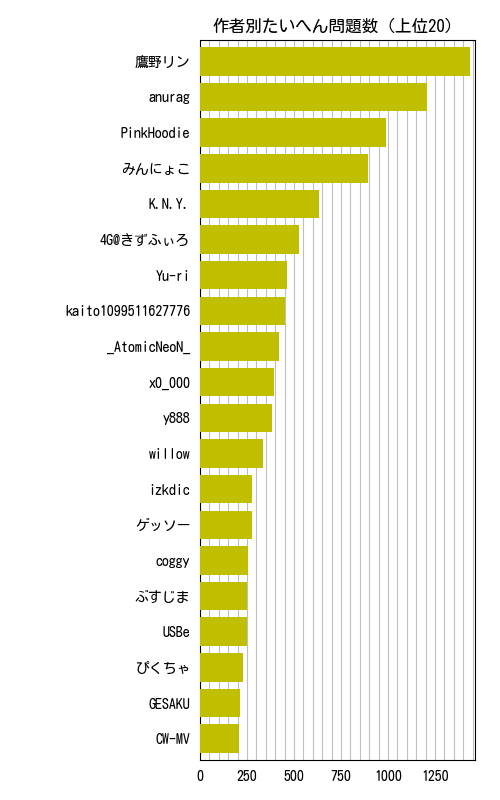 作者別たいへん問題数（上位20）
鷹野リン
anurag
PinkHoodie
みんにょこ
K.N.Y.
4G@きずふぃろ
Yu-ri
kaito1099511627776
_AtomicNeoN_
x0_000
y888
willow
izkdic
ゲッソー
coggy
ぶすじま
USBe
ぴくちゃ
GESAKU
CW-MV
0 250 500 750 1000 1250